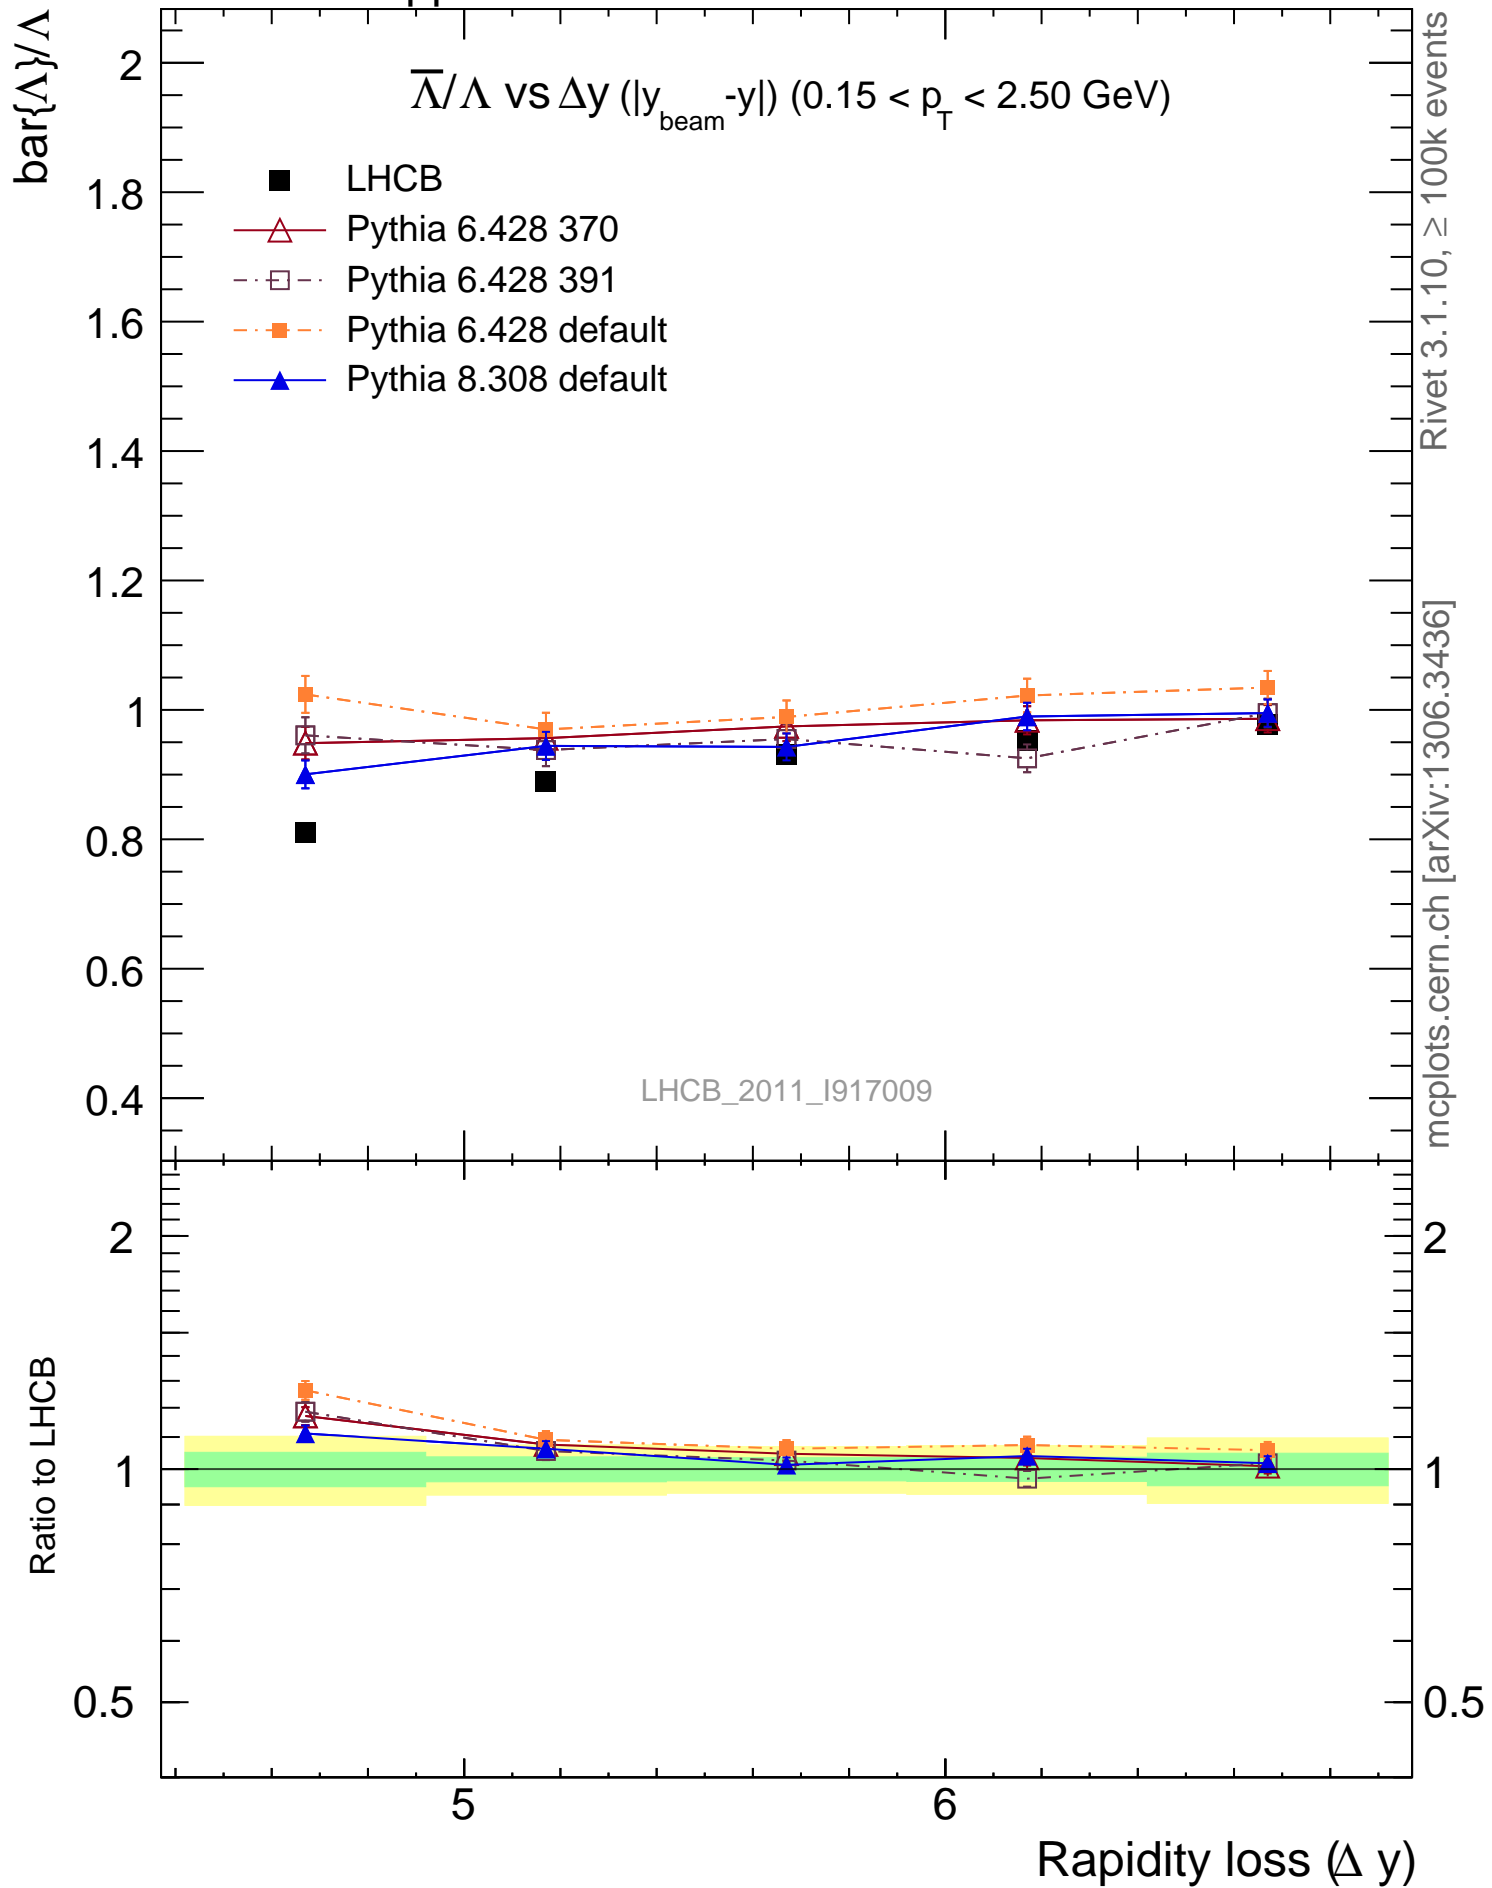 bar{Λ}/Λ
Λ̅/Λ vs Δy (|y_beam-y|) (0.15 < p_T < 2.50 GeV)
LHCB
Pythia 6.428 370
Pythia 6.428 391
Pythia 6.428 default
Pythia 8.308 default
2
1.8
1.6
1.4
1.2
1
0.8
0.6
0.4
LHCB_2011_I917009
Rivet 3.1.10, ≥ 100k events
mcplots.cern.ch [arXiv:1306.3436]
Ratio to LHCB
2
1
0.5
2
1
0.5
5
6
Rapidity loss (Δ y)